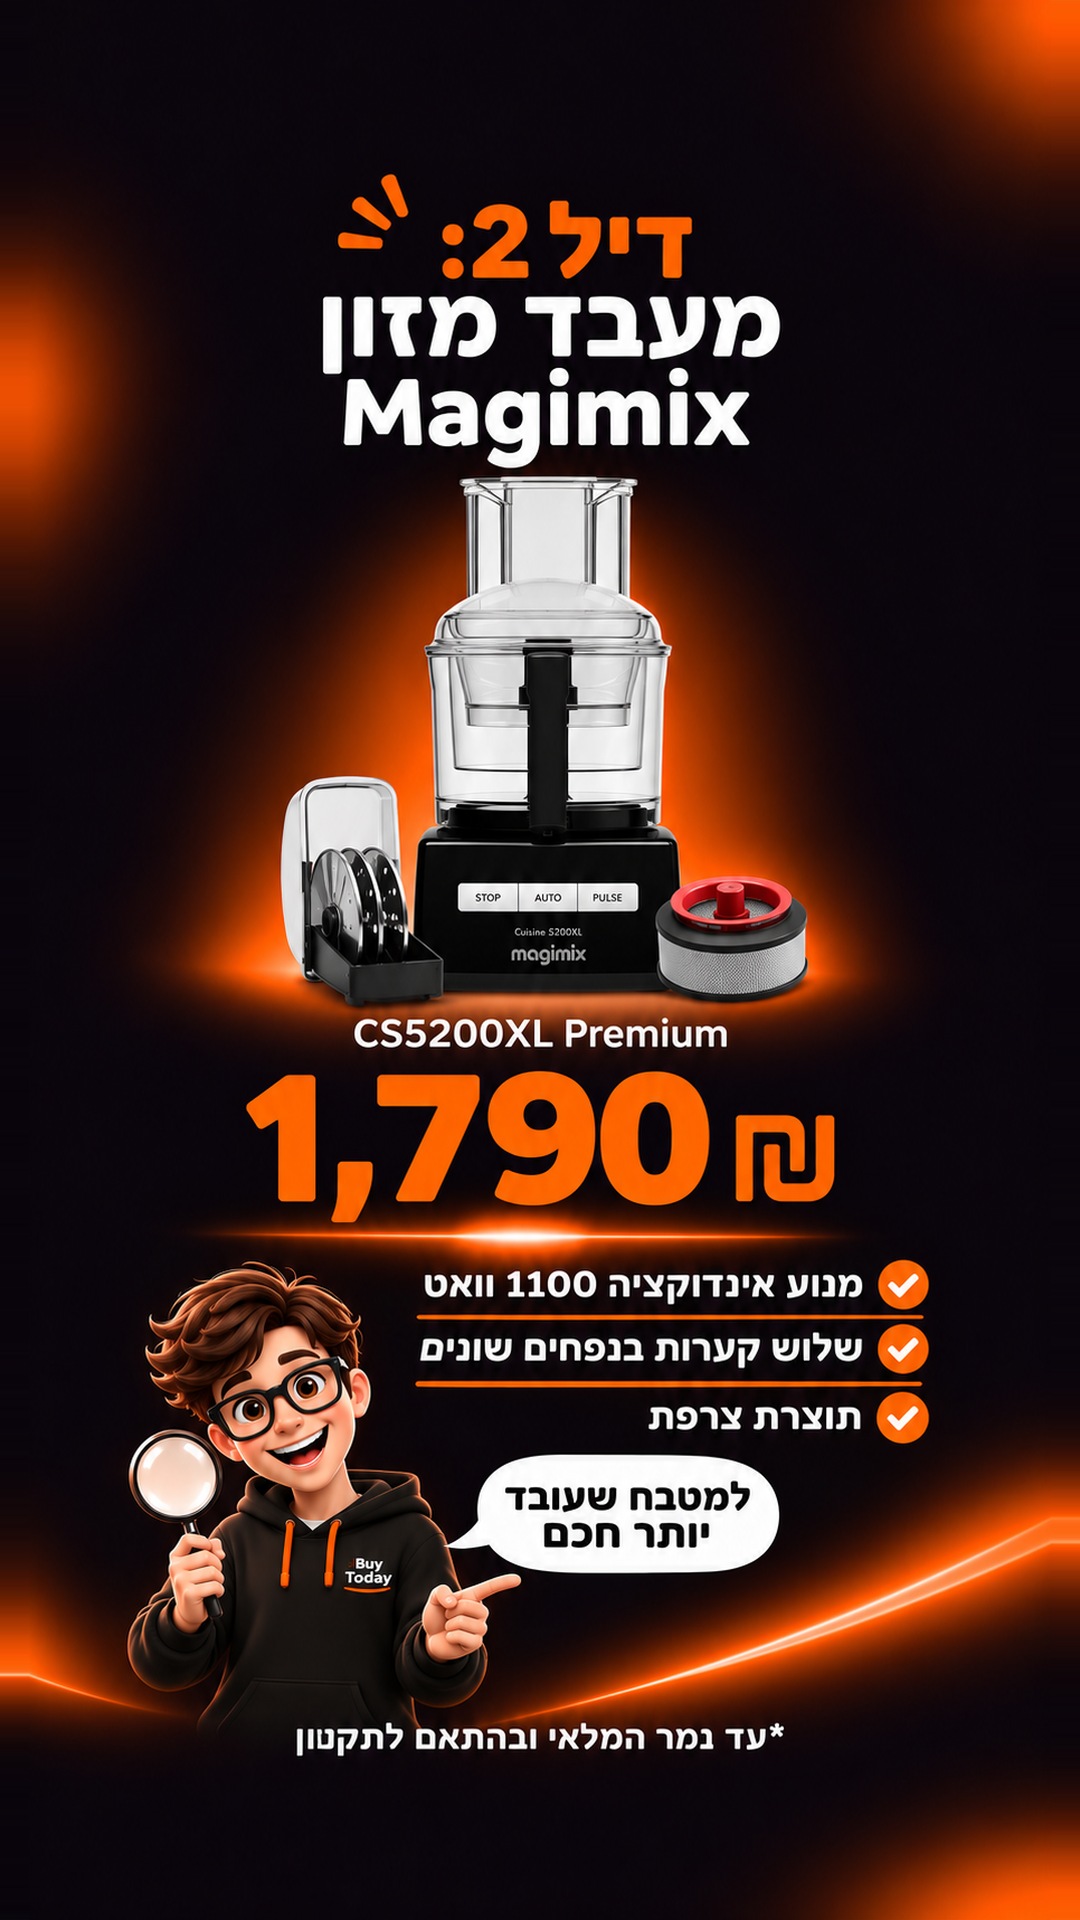 דיל 2:
מעבד מזון
Magimix
STOP AUTO PULSE
Cuisine 5200XL
magimix
CS5200XL Premium
1,790 ₪
מנוע אינדוקציה 1100 וואט
שלוש קערות בנפחים שונים
תוצרת צרפת
למטבח שעובד
יותר חכם
Buy
Today
*עד גמר המלאי ובהתאם לתקטון